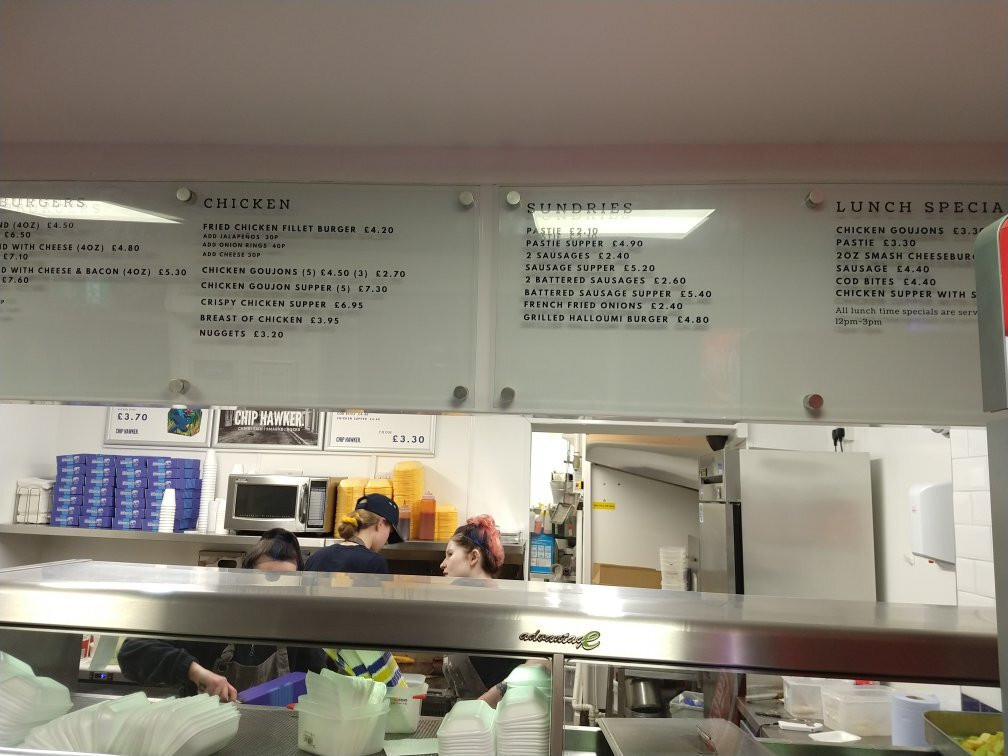 BURGERS
ND (4OZ) £4.50
£6.50
ND WITH CHEESE (4OZ) £4.80
£7.10
D WITH CHEESE & BACON (4OZ) £5.30
£7.60
P
CHICKEN
FRIED CHICKEN FILLET BURGER £4.20
ADD JALAPEÑOS 30P
ADD ONION RINGS 40P
ADD CHEESE 30P
CHICKEN GOUJONS (5) £4.50 (3) £2.70
CHICKEN GOUJON SUPPER (5) £7.30
CRISPY CHICKEN SUPPER £6.95
BREAST OF CHICKEN £3.95
NUGGETS £3.20
SUNDRIES
PASTIE £2.10
PASTIE SUPPER £4.90
2 SAUSAGES £2.40
SAUSAGE SUPPER £5.20
2 BATTERED SAUSAGES £2.60
BATTERED SAUSAGE SUPPER £5.40
FRENCH FRIED ONIONS £2.40
GRILLED HALLOUMI BURGER £4.80
LUNCH SPECIA
CHICKEN GOUJONS £3.3
PASTIE £3.30
2OZ SMASH CHEESEBUR
SAUSAGE £4.40
COD BITES £4.40
CHICKEN SUPPER WITH S
All lunch time specials are serv
12pm-3pm
£3.70
CHIP HAWKER.
CHIP HAWKER.
CHIP HAWKER.
£3.30
advantage